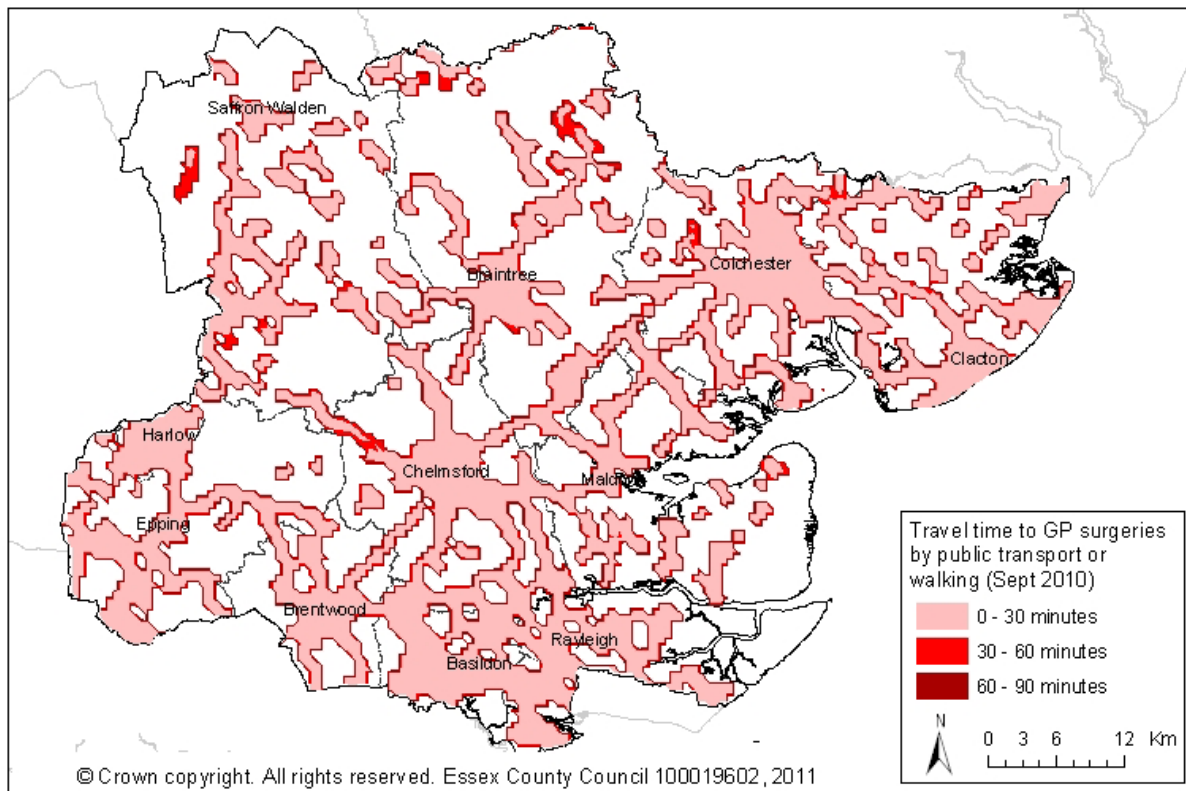 Saffron Walden
Braintree
Colchester
Clacton
Harlow
Chelmsford
Maldon
Epping
Brentwood
Rayleigh
Basildon
Travel time to GP surgeries
by public transport or
walking (Sept 2010)
0 - 30 minutes
30 - 60 minutes
60 - 90 minutes
N
0 3 6 12 Km
© Crown copyright. All rights reserved. Essex County Council 100019602, 2011